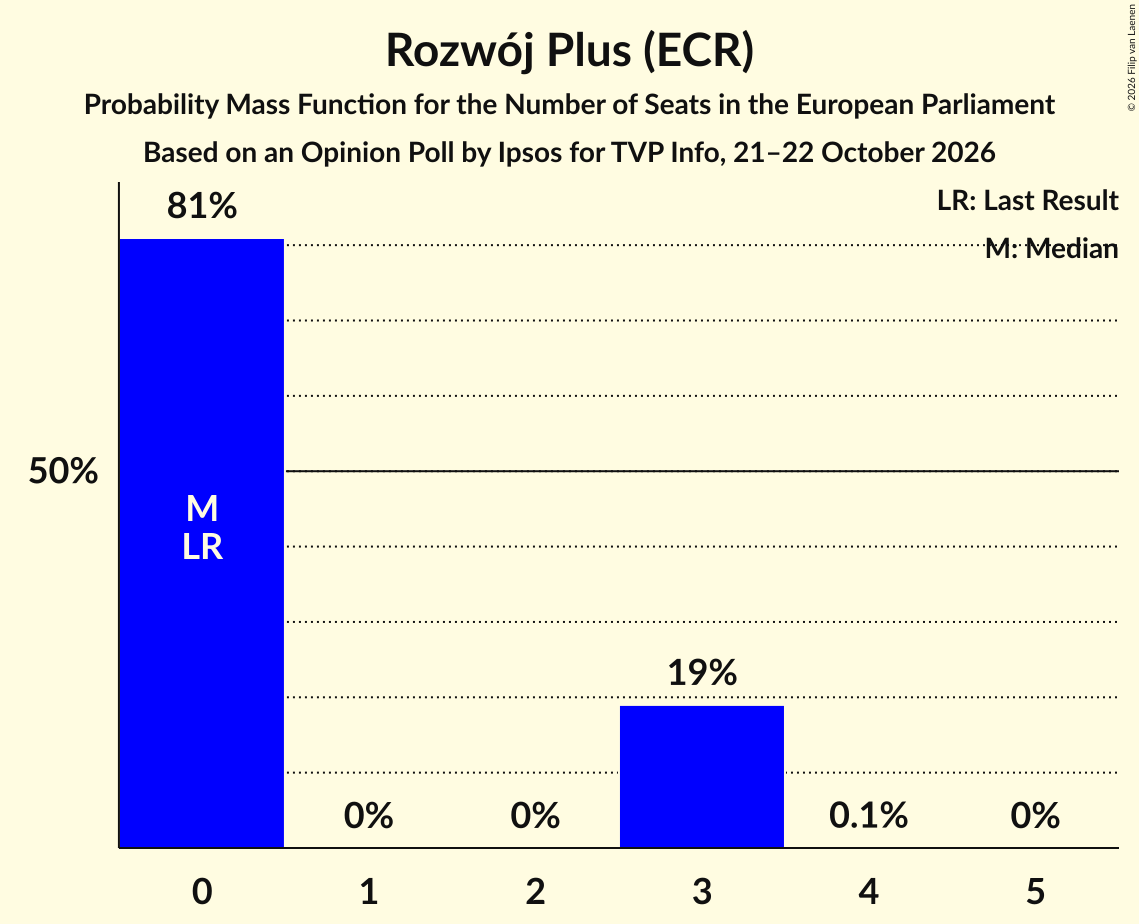 Rozwój Plus (ECR)
Probability Mass Function for the Number of Seats in the European Parliament
Based on an Opinion Poll by Ipsos for TVP Info, 21–22 October 2026
© 2026 Filip van Laenen
LR: Last Result
M: Median
81%
50%
M
LR
19%
0%
0%
0.1%
0%
0
1
2
3
4
5